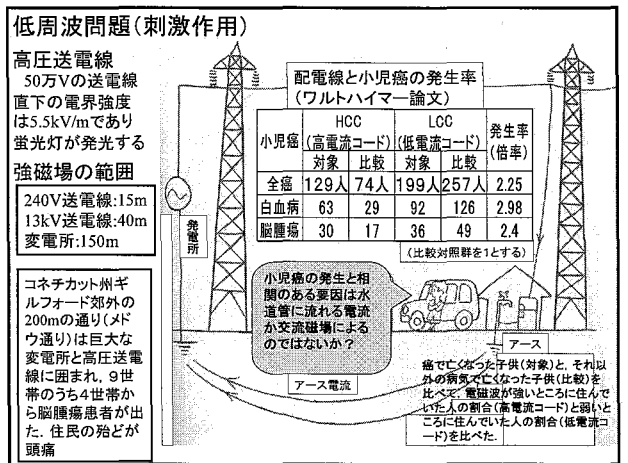 低周波問題(刺激作用)
高圧送電線
50万Vの送電線
直下の電界強度
は5.5kV/mであり
蛍光灯が発光する
強磁場の範囲
240V送電線:15m
13kV送電線:40m
変電所:150m
コネチカット州ギ
ルフォード郊外の
200mの通り(メド
ウ通り)は巨大な
変電所と高圧送電
線に囲まれ，9世
帯のうち4世帯か
ら脳腫瘍患者が出
た．住民の殆どが
頭痛
発電所
配電線と小児癌の発生率
(ワルトハイマー論文)
小児癌 HCC (高電流コード) LCC (低電流コード) 発生率 (倍率)
対象 比較 対象 比較
全癌 129人 74人 199人 257人 2.25
白血病 63 29 92 126 2.98
脳腫瘍 30 17 36 49 2.4
(比較対照群を1とする)
小児癌の発生と相
関のある要因は水
道管に流れる電流
か交流磁場による
のではないか？
アース
アース電流
癌で亡くなった子供(対象)と，それ以
外の病気で亡くなった子供(比較)を
比べて，電磁波が強いところに住んで
いた人の割合(高電流コード)と弱いと
ころに住んでいた人の割合(低電流コ
ード)を比べた．